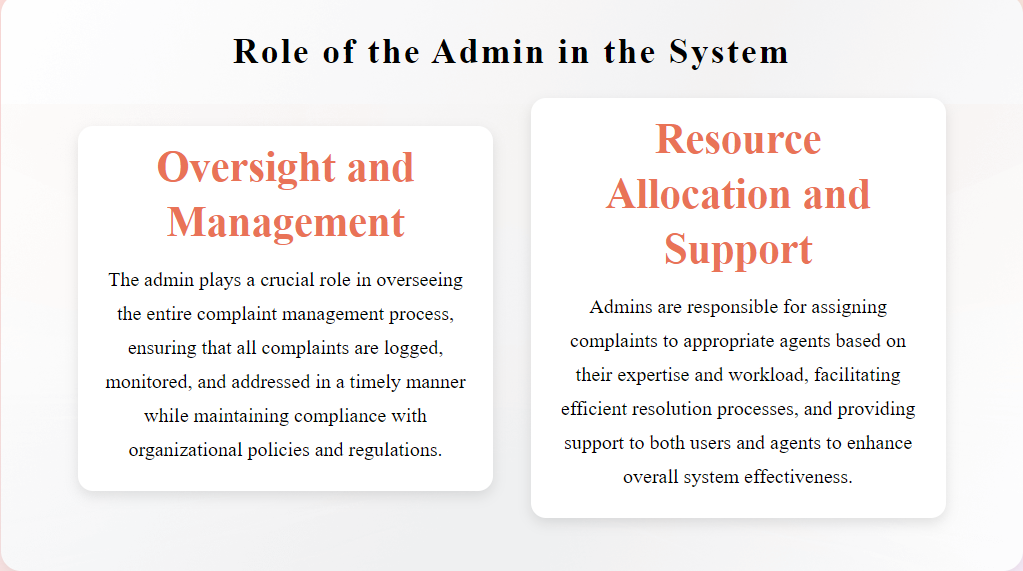 Role of the Admin in the System
Oversight and
Management
The admin plays a crucial role in overseeing
the entire complaint management process,
ensuring that all complaints are logged,
monitored, and addressed in a timely manner
while maintaining compliance with
organizational policies and regulations.
Resource
Allocation and
Support
Admins are responsible for assigning
complaints to appropriate agents based on
their expertise and workload, facilitating
efficient resolution processes, and providing
support to both users and agents to enhance
overall system effectiveness.